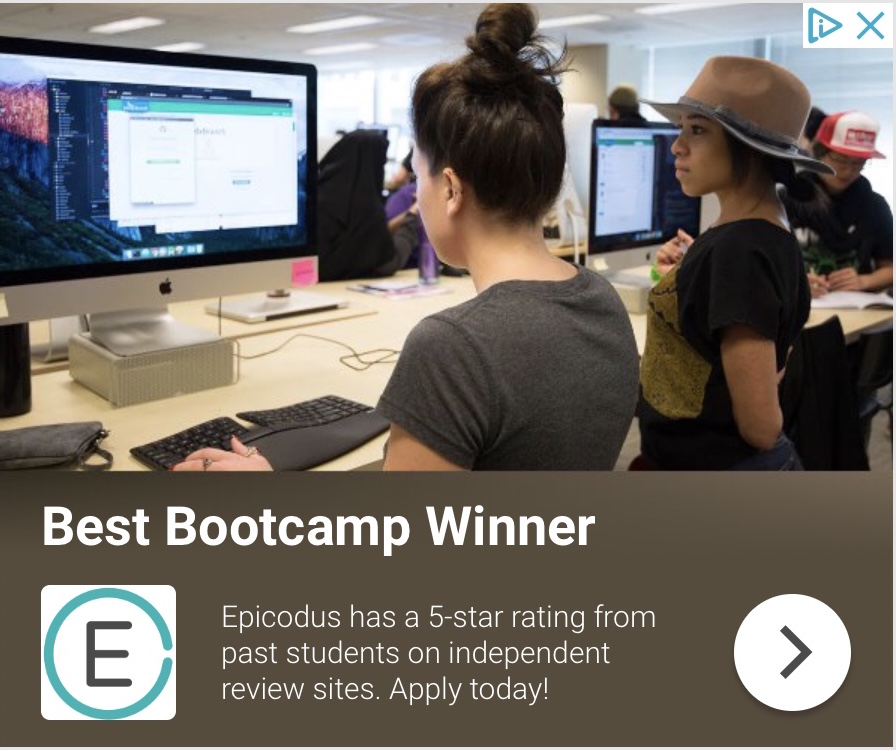 Best Bootcamp Winner
E
Epicodus has a 5-star rating from
past students on independent
review sites. Apply today!